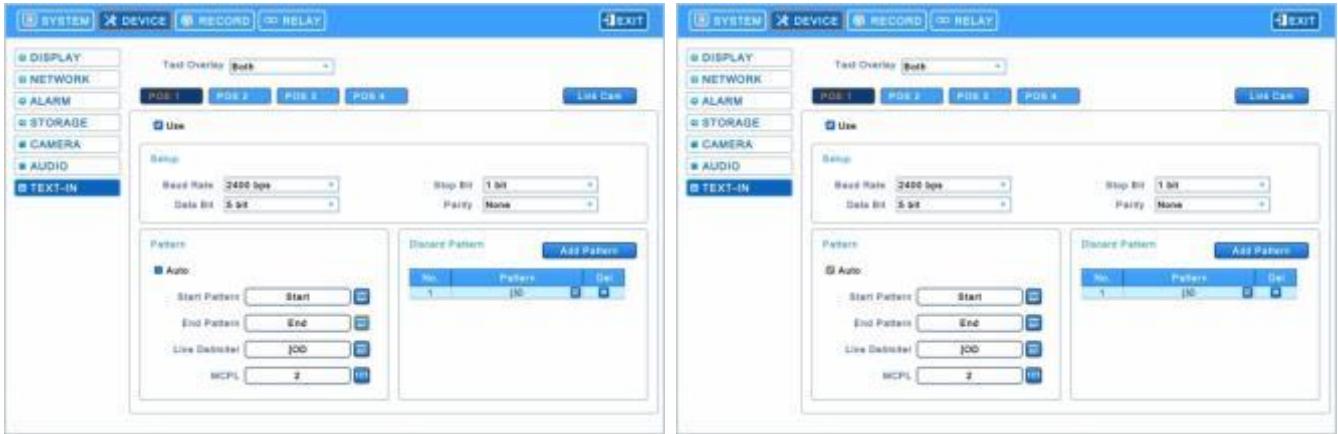 SYSTEM DEVICE RECORD RELAY EXIT
DISPLAY
NETWORK
ALARM
STORAGE
CAMERA
AUDIO
TEXT-IN
Text Overlay Both
POS 1 POS 2 POS 3 POS 4 Link Cam
Use
Setup
Baud Rate 2400 bps Stop Bit 1 bit
Data Bit 5 bit Parity None
Pattern
Auto
Start Pattern Start
End Pattern End
Line Delimiter
MCPL 2
Discard Pattern Add Pattern
No. Pattern Del
1
SYSTEM DEVICE RECORD RELAY EXIT
DISPLAY
NETWORK
ALARM
STORAGE
CAMERA
AUDIO
TEXT-IN
Text Overlay Both
POS 1 POS 2 POS 3 POS 4 Link Cam
Use
Setup
Baud Rate 2400 bps Stop Bit 1 bit
Data Bit 5 bit Parity None
Pattern
Auto
Start Pattern Start
End Pattern End
Line Delimiter
MCPL 2
Discard Pattern Add Pattern
No. Pattern Del
1